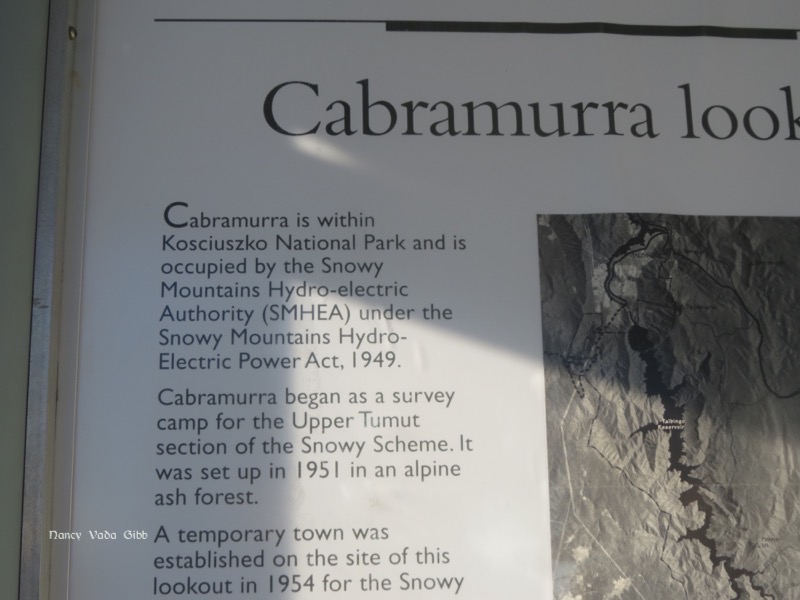 Cabramurra look
Cabramurra is within
Kosciuszko National Park and is
occupied by the Snowy
Mountains Hydro-electric
Authority (SMHEA) under the
Snowy Mountains Hydro-
Electric Power Act, 1949.
Cabramurra began as a survey
camp for the Upper Tumut
section of the Snowy Scheme. It
was set up in 1951 in an alpine
ash forest.
A temporary town was
established on the site of this
lookout in 1954 for the Snowy
Talbingo
Reservoir
Nancy Vada Gibb